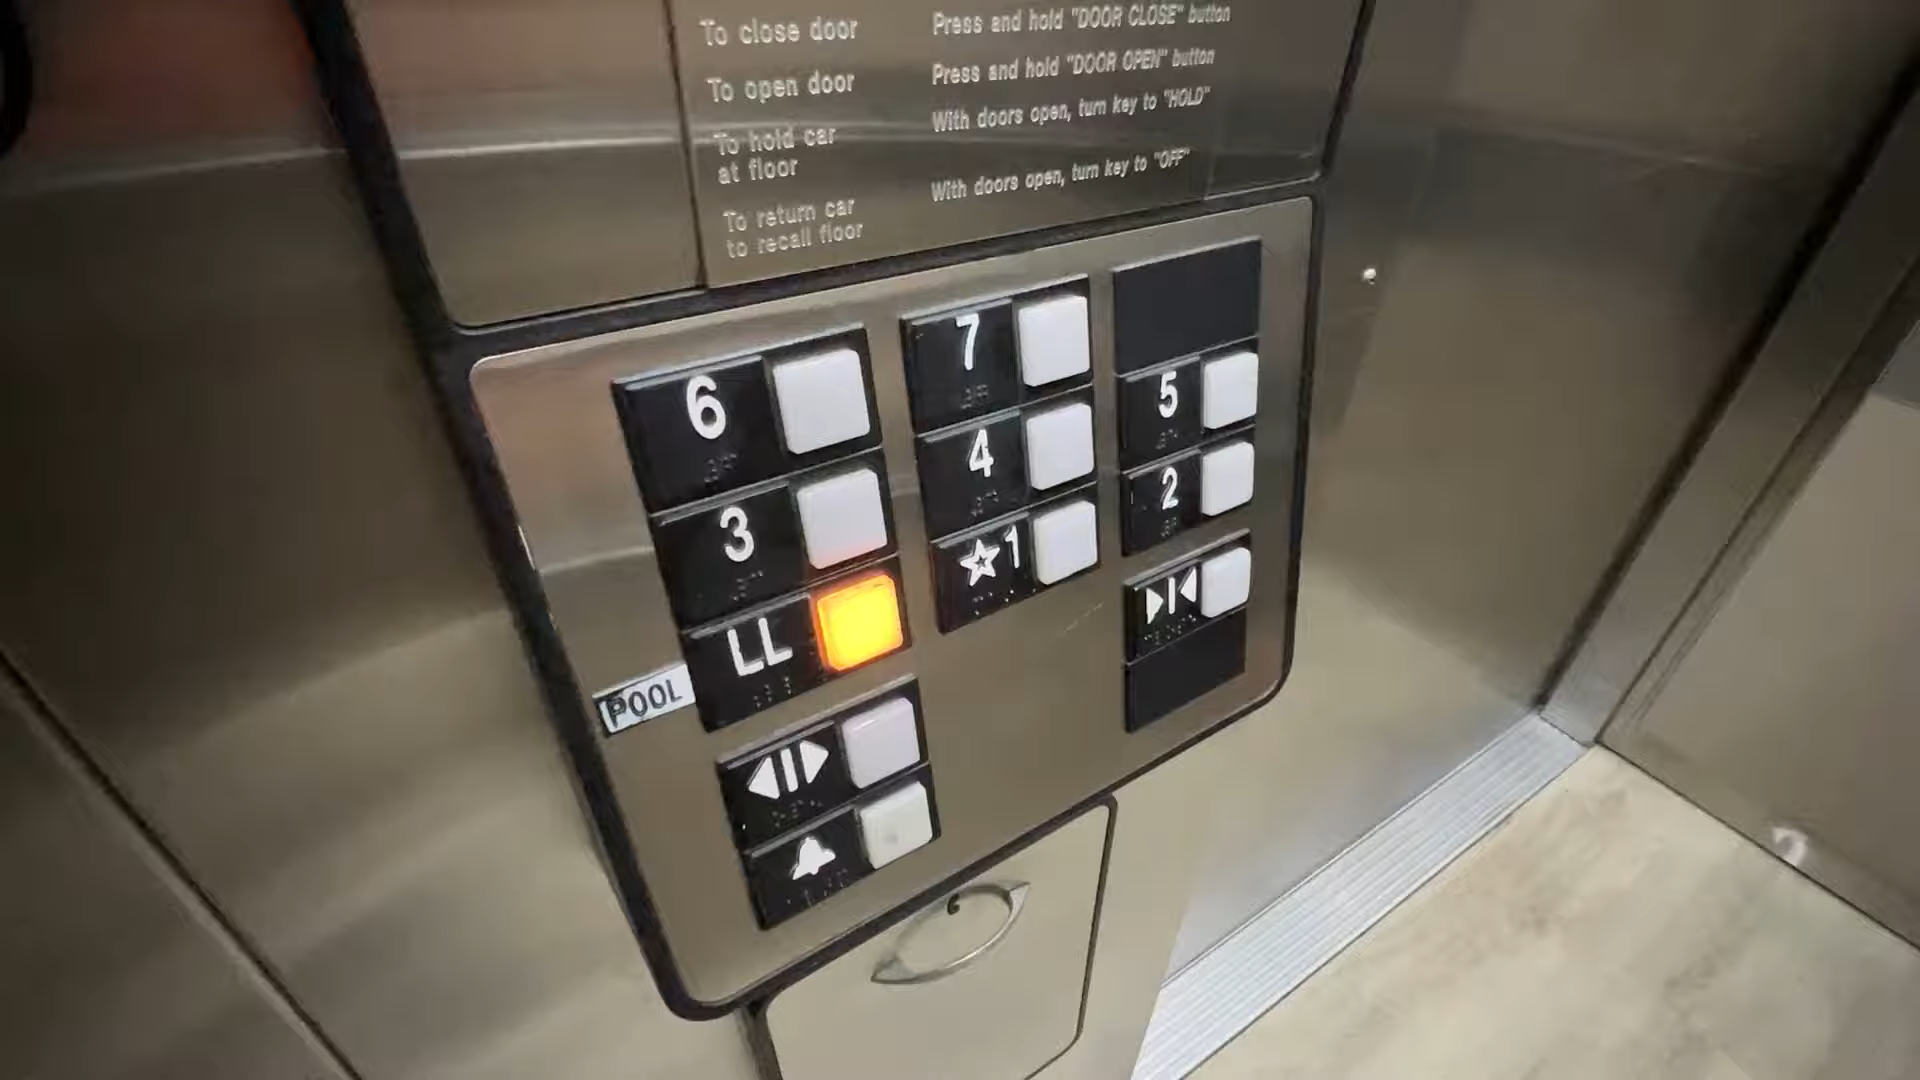 To close door Press and hold "DOOR CLOSE" button
To open door Press and hold "DOOR OPEN" button
To hold car With doors open, turn key to "HOLD"
at floor
To return car With doors open, turn key to "OFF"
to recall floor
6 7
3 4 5
LL ☆1 2
POOL